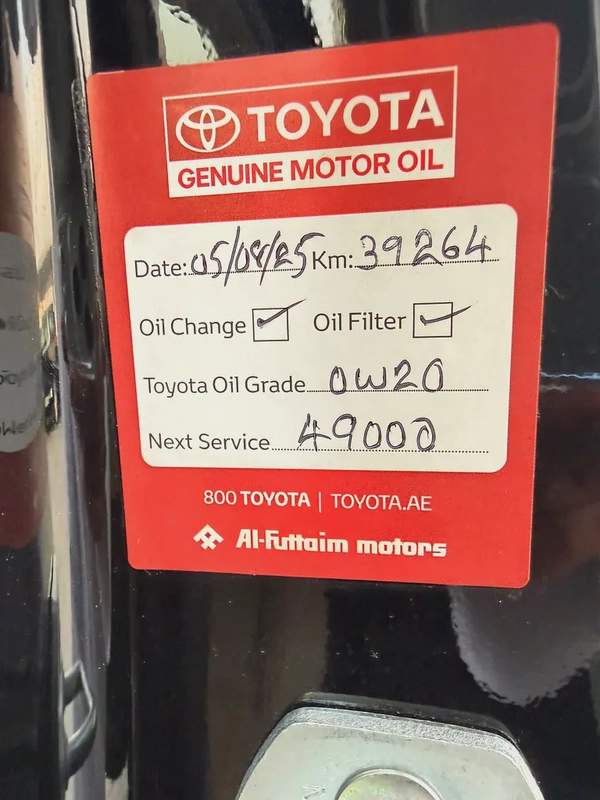 TOYOTA
GENUINE MOTOR OIL
Date: 05/08/25 Km: 39264
Oil Change ✓ Oil Filter ✓
Toyota Oil Grade 0W20
Next Service 49000
800 TOYOTA | TOYOTA.AE
Al-Futtaim motors